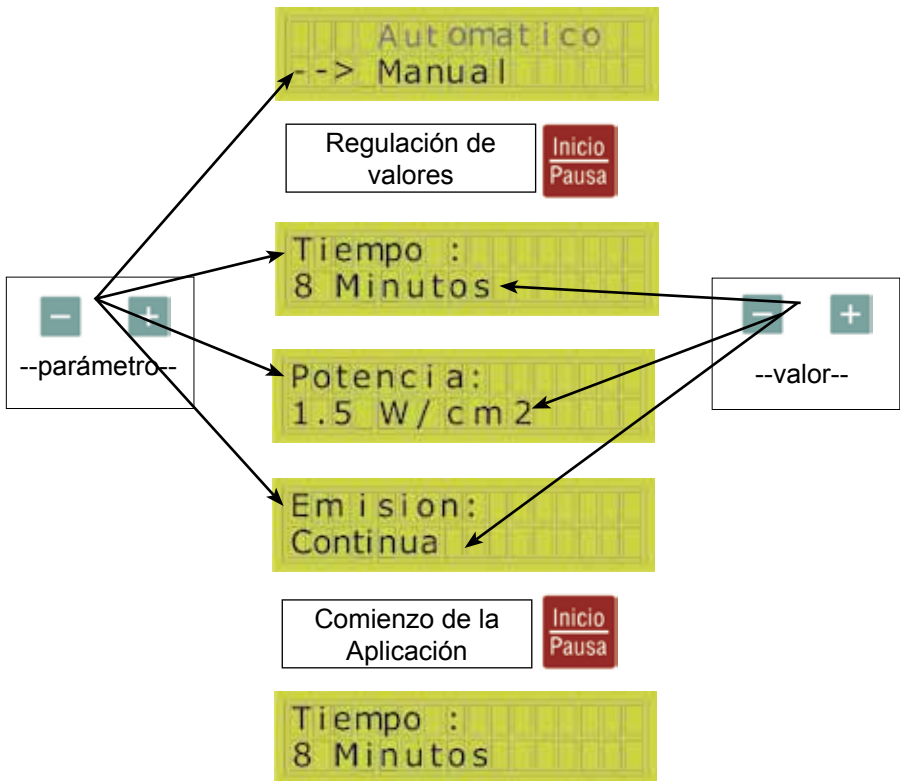 Automatico
--> Manual
Regulación de
valores
Inicio
Pausa
Tiempo :
8 Minutos
- +
--parámetro--
- +
--valor--
Potencia:
1.5 W/cm2
Emision:
Continua
Comienzo de la
Aplicación
Inicio
Pausa
Tiempo :
8 Minutos